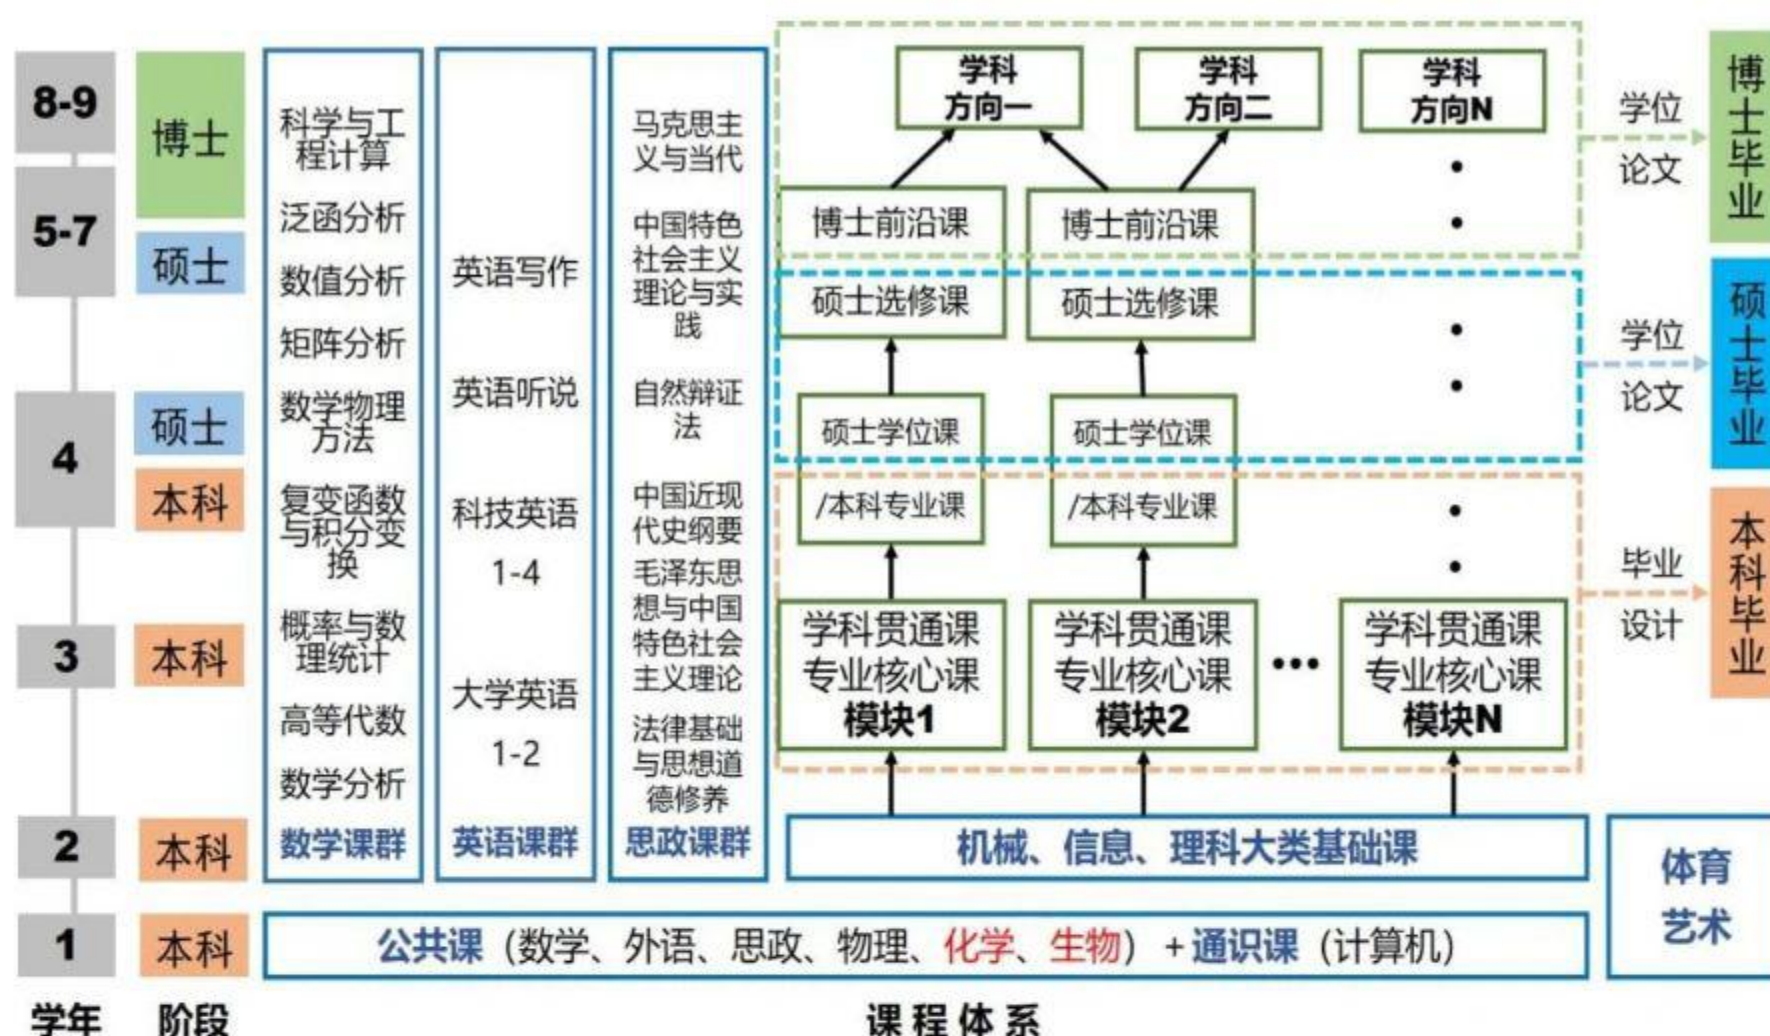 8-9
5-7
4
3
2
1
学年
博士
硕士
硕士
本科
本科
本科
本科
阶段
科学与工
程计算
泛函分析
数值分析
矩阵分析
数学物理
方法
复变函数
与积分变
换
概率与数
理统计
高等代数
数学分析
数学课群
英语写作
英语听说
科技英语
1-4
大学英语
1-2
英语课群
马克思主
义与当代
中国特色
社会主义
理论与实
践
自然辩证
法
中国近现
代史纲要
毛泽东思
想与中国
特色社会
主义理论
法律基础
与思想道
德修养
思政课群
学科
方向一
学科
方向二
学科
方向N
博士前沿课
博士前沿课
硕士选修课
硕士选修课
硕士学位课
硕士学位课
/本科专业课
/本科专业课
学科贯通课
专业核心课
模块1
学科贯通课
专业核心课
模块2
•••
学科贯通课
专业核心课
模块N
机械、信息、理科大类基础课
公共课（数学、外语、思政、物理、化学、生物）+通识课（计算机）
课程体系
学位
论文
学位
论文
毕业
设计
博士毕业
硕士毕业
本科毕业
体育
艺术